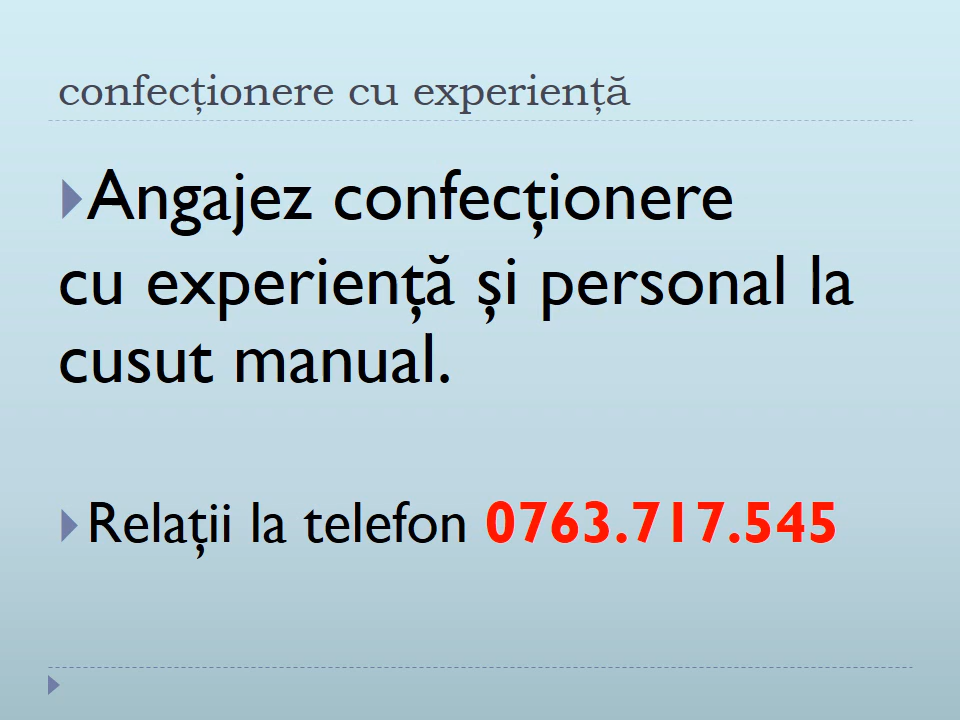 confecționere cu experiență
Angajez confecționere
cu experiență și personal la
cusut manual.
Relații la telefon 0763.717.545